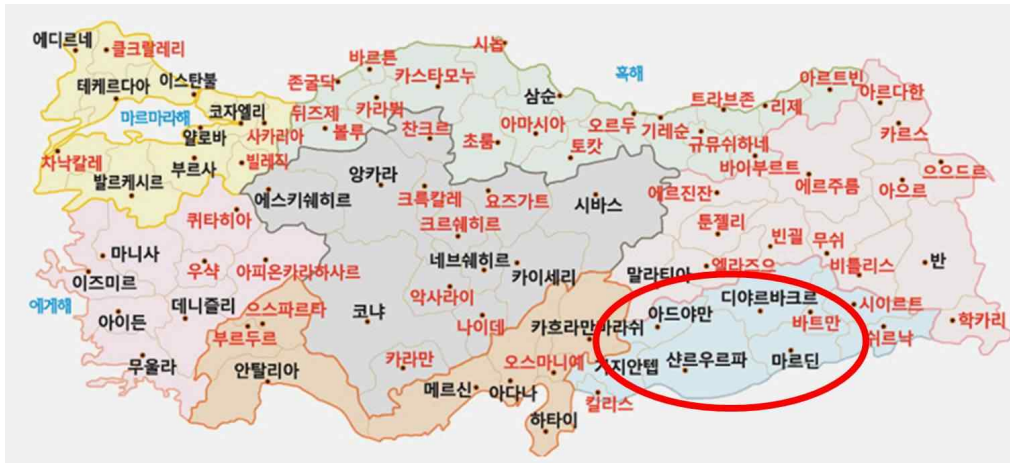 에디르네
클크랄레리
테케르다아
이스탄불
마르마라해
코자엘리
얄로바
사카리아
차낙칼레
발르케시르
부르사
빌레직
시놉
바르튼
존굴닥
카스타모누
흑해
뒤즈제
카라뷕
볼루
찬크르
삼순
초룸
아마시아
오르두
토캇
기레순
트라브존
리제
아르트빈
아르다한
규뮤쉬하네
바이부르트
카르스
에르진잔
에르주룸
아으르
으으드르
에스키쉐히르
앙카라
크륵칼레
요즈가트
크르쉐히르
시바스
퀴타히아
마니사
우샥
아피온카라하사르
네브쉐히르
카이세리
말라티아
툰젤리
빈괼
무쉬
엘라즈으
비틀리스
반
이즈미르
에게해
아이든
데니즐리
으스파르타
부르두르
무울라
안탈리아
콘냐
악사라이
나이데
카라만
카흐라만마라쉬
오스마니예
메르신
아다나
하타이
가지안텝
킬리스
아드야만
디야르바크르
바트만
샨르우르파
마르딘
시이르트
쉬르낙
학카리